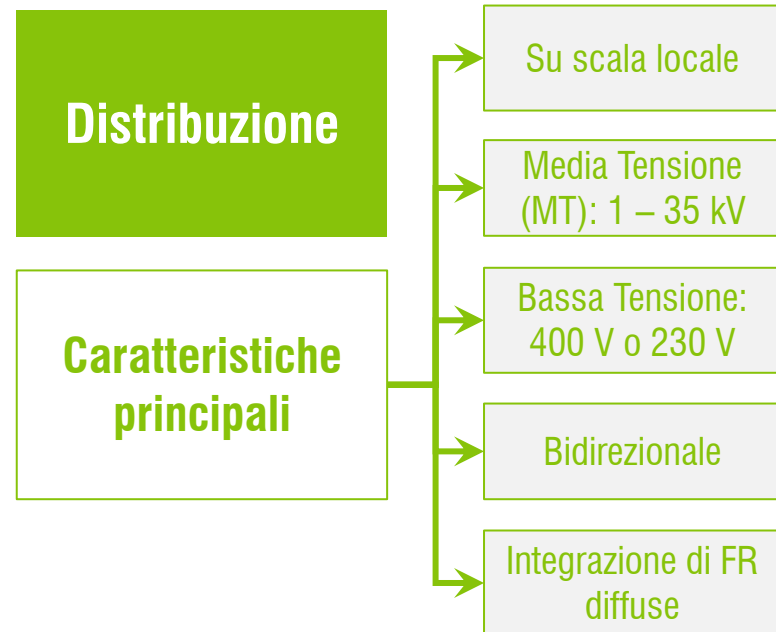 Distribuzione
Caratteristiche
principali
Su scala locale
Media Tensione
(MT): 1 – 35 kV
Bassa Tensione:
400 V o 230 V
Bidirezionale
Integrazione di FR
diffuse